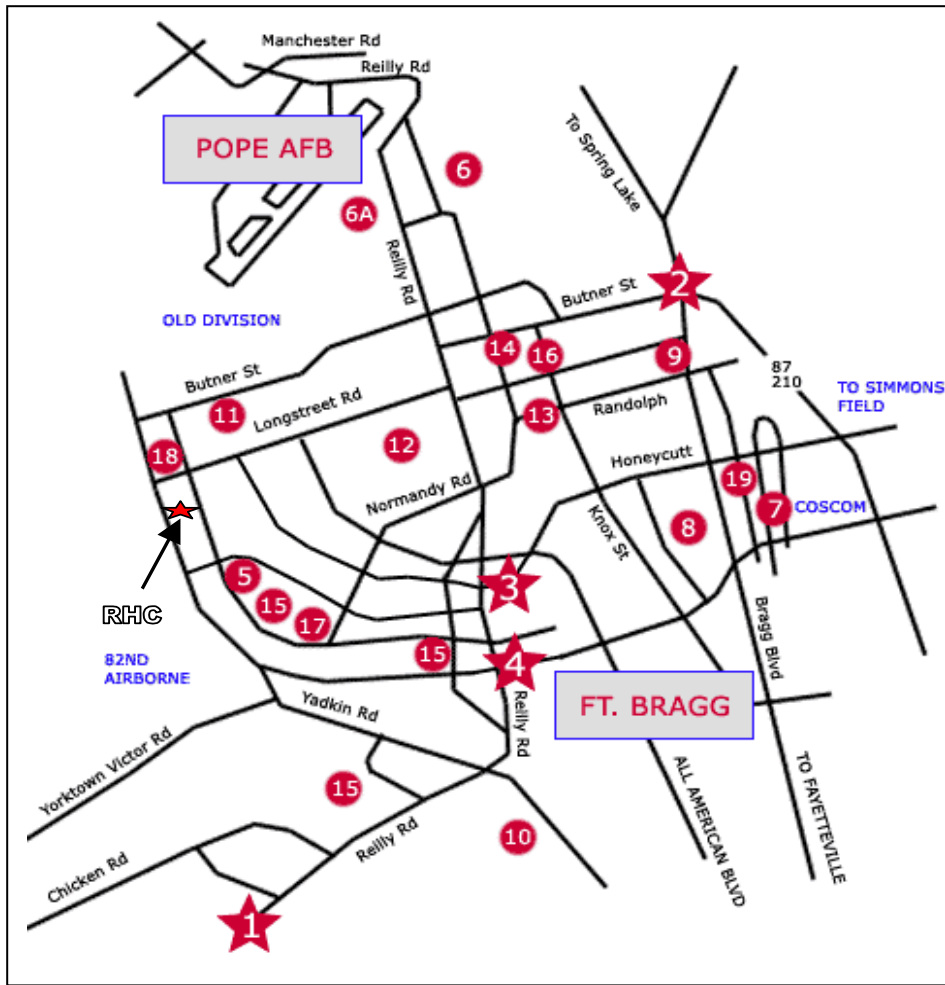 Manchester Rd
Reilly Rd
POPE AFB
6
6A
To Spring Lake
Reilly Rd
2
Butner St
OLD DIVISION
14
16
9
87
210
Butner St
TO SIMMONS
FIELD
11
Longstreet Rd
13
Randolph
12
18
Honeycutt
Normandy Rd
19
7
COSCOM
Knox St.
8
RHC
5
3
15
17
15
4
Bragg Blvd
82ND
AIRBORNE
Yadkin Rd
Reilly Rd
FT. BRAGG
Yorktown Victor Rd
15
10
Reilly Rd
ALL AMERICAN BLVD
TO FAYETTEVILLE
Chicken Rd
1